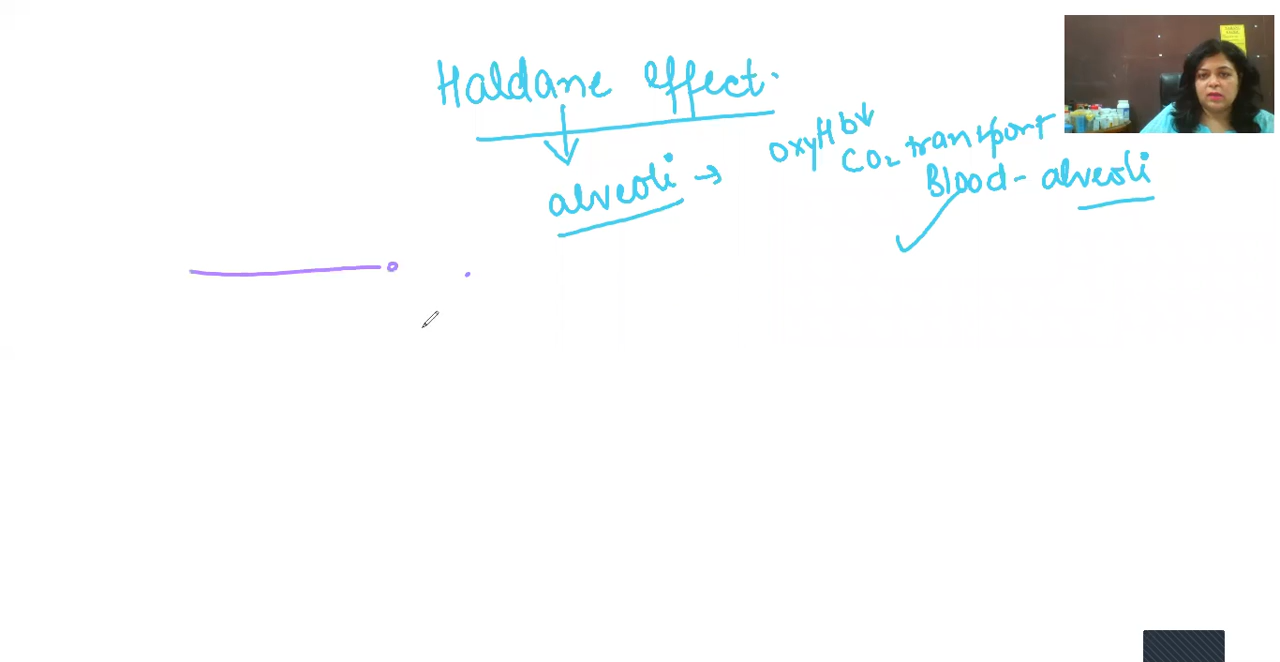 Haldane effect.
alveoli → oxyHb↓
CO2 transport
Blood - alveoli